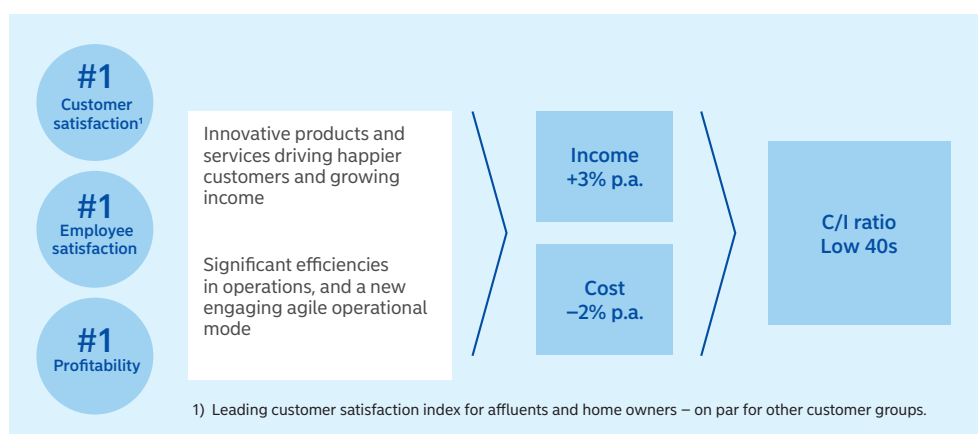 #1
Customer
satisfaction¹
#1
Employee
satisfaction
#1
Profitability
Innovative products and
services driving happier
customers and growing
income
Significant efficiencies
in operations, and a new
engaging agile operational
mode
Income
+3% p.a.
Cost
–2% p.a.
C/I ratio
Low 40s
1) Leading customer satisfaction index for affluents and home owners – on par for other customer groups.